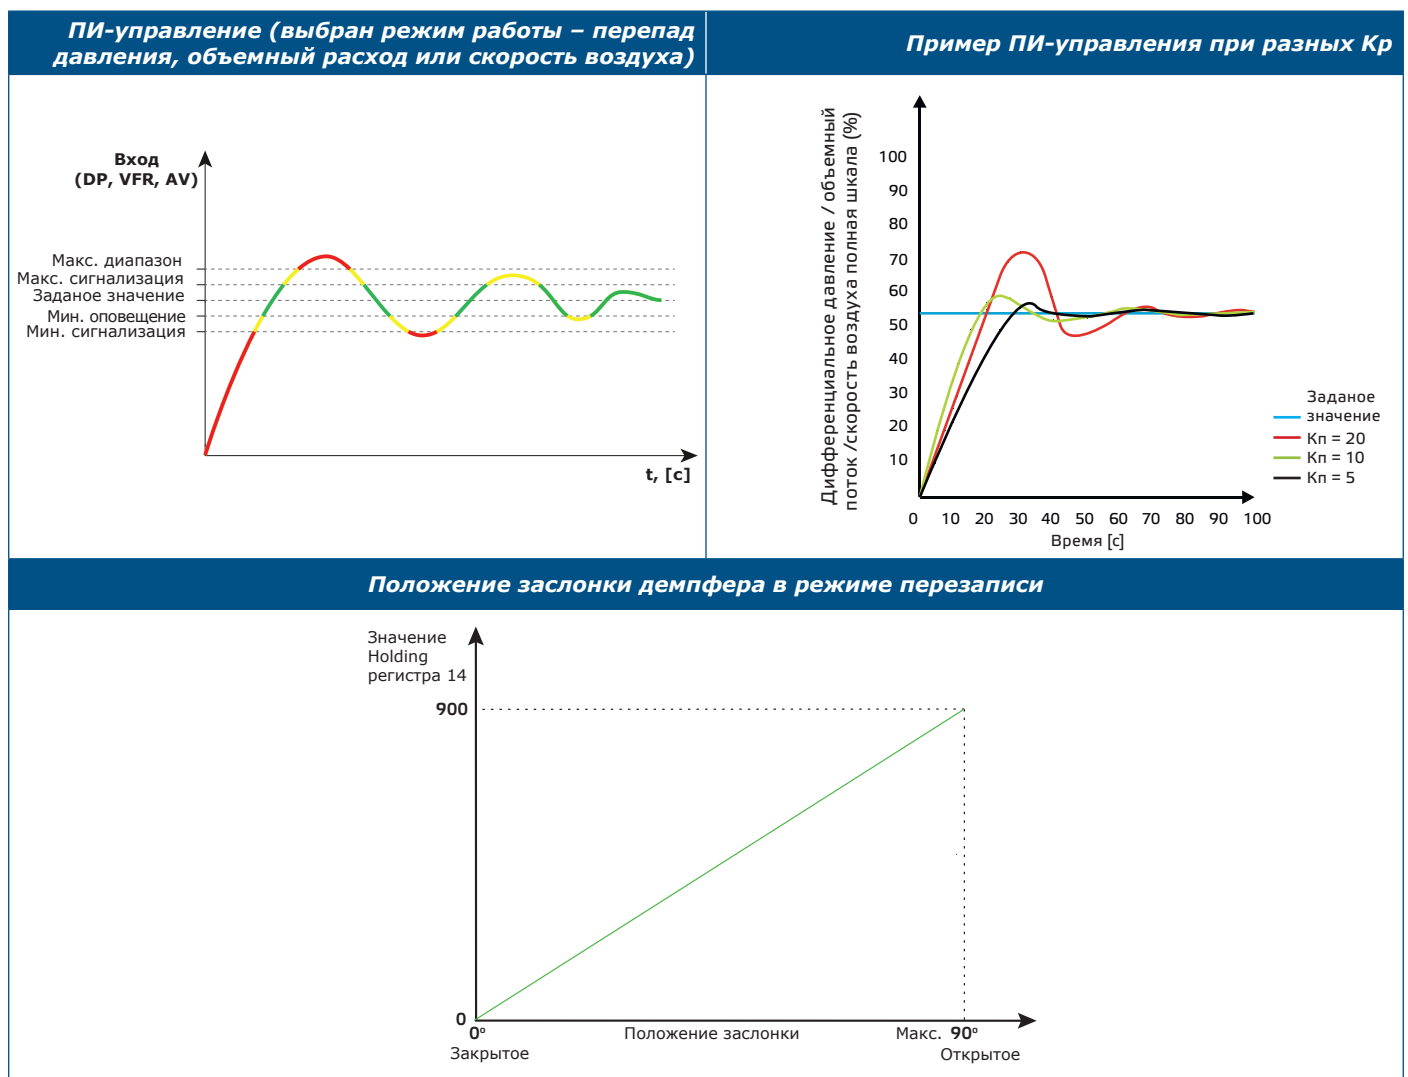 ПИ-управление (выбран режим работы – перепад
давления, объемный расход или скорость воздуха)
Пример ПИ-управления при разных Kp
Вход
(DP, VFR, AV)
Макс. диапазон
Макс. сигнализация
Заданое значение
Мин. оповещение
Мин. сигнализация
t, [c]
Дифференциальное давление / объемный
поток /скорость воздуха полная шкала (%)
100
90
80
70
60
50
40
30
20
10
0 10 20 30 40 50 60 70 80 90 100
Время [с]
Заданое
значение
Кп = 20
Кп = 10
Кп = 5
Положение заслонки демпфера в режиме перезаписи
Значение
Holding
регистра 14
900
0
0° Положение заслонки Макс. 90°
Закрытое Открытое